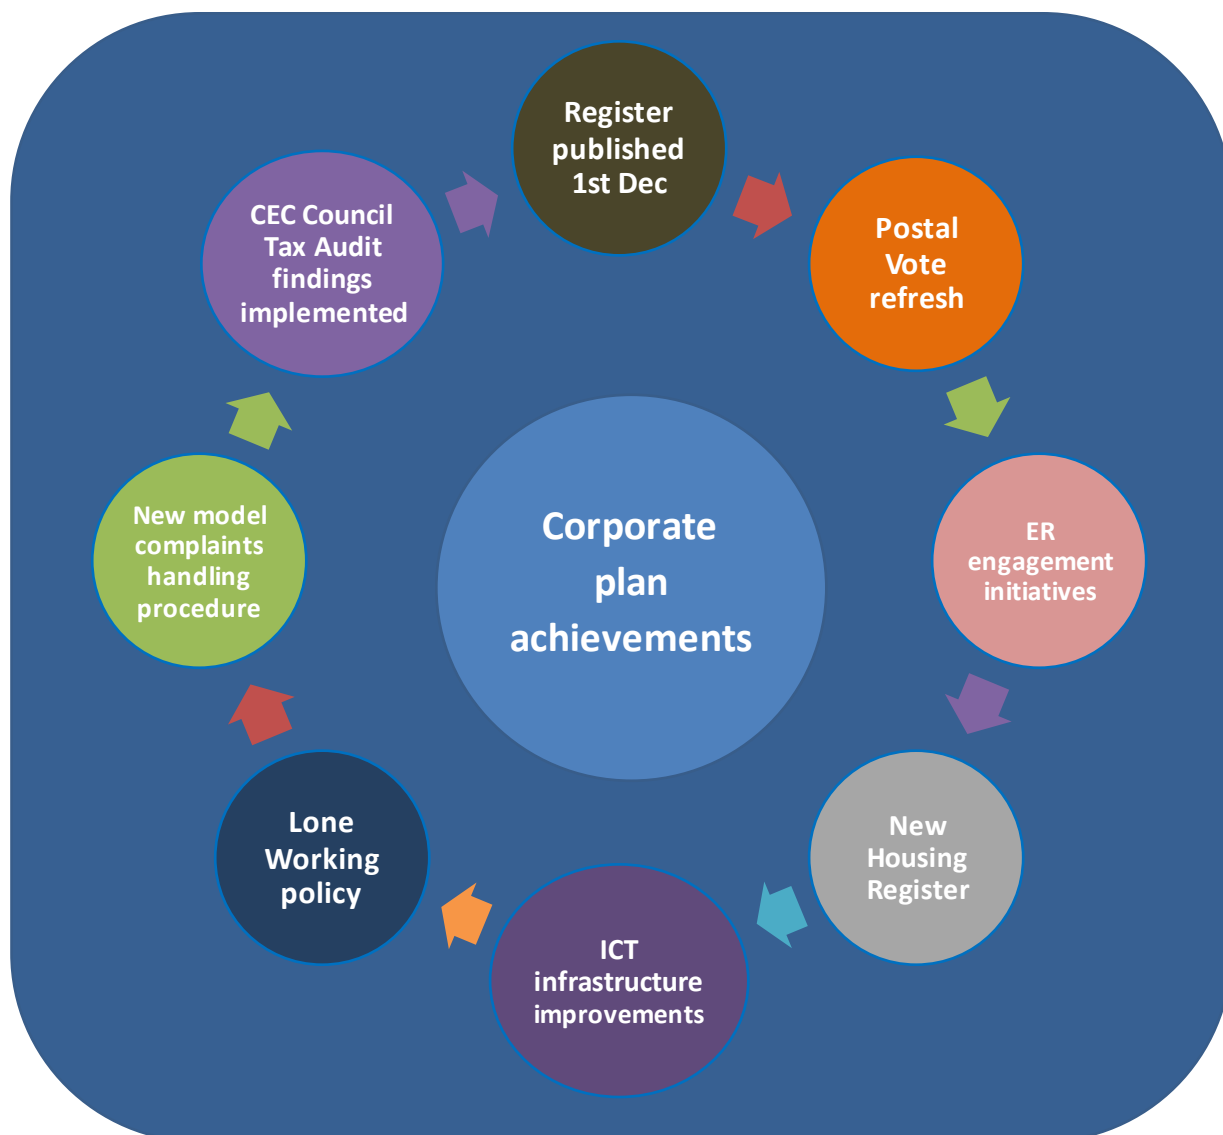 Register
published
1st Dec
Postal
Vote
refresh
ER
engagement
initiatives
New
Housing
Register
ICT
infrastructure
improvements
Lone
Working
policy
New model
complaints
handling
procedure
CEC Council
Tax Audit
findings
implemented
Corporate
plan
achievements